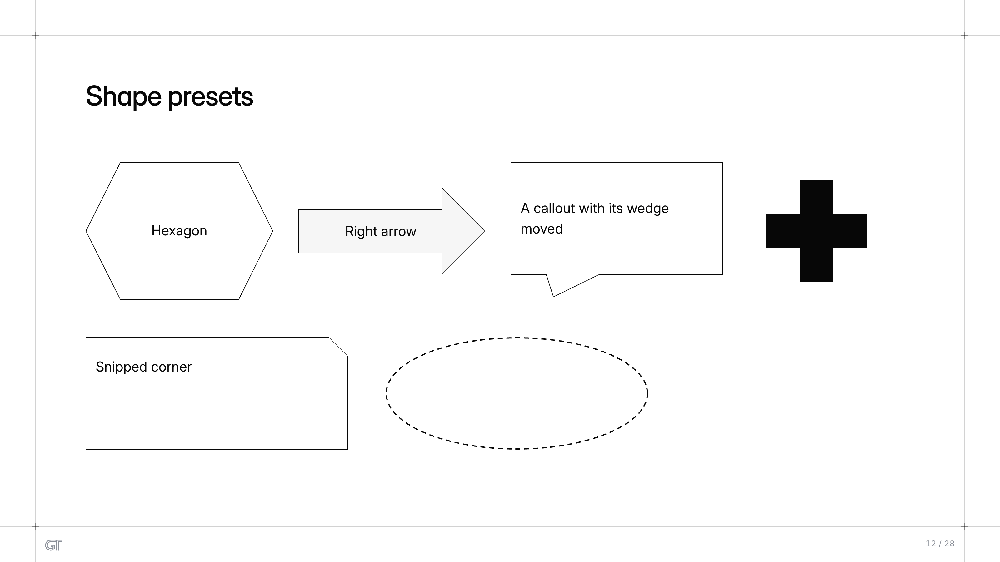 Shape presets
Hexagon
Right arrow
A callout with its wedge
moved
Snipped corner
GT
12 / 28